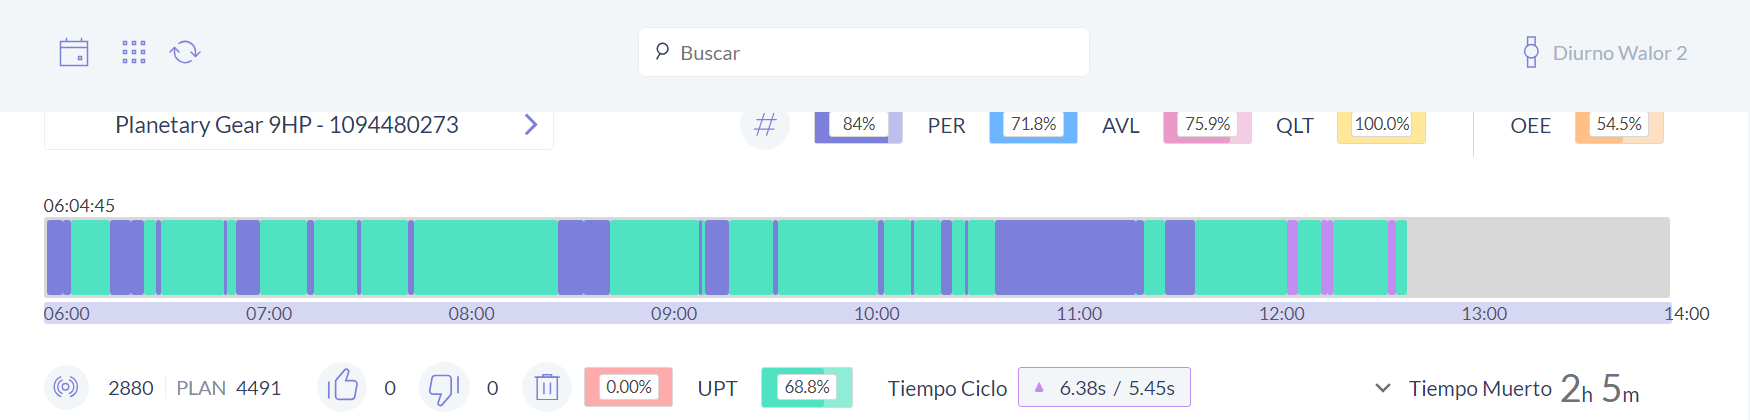 Buscar
Diurno Walor 2
Planetary Gear 9HP - 1094480273
# 84% PER 71.8% AVL 75.9% QLT 100.0% OEE 54.5%
06:04:45
06:00 07:00 08:00 09:00 10:00 11:00 12:00 13:00 14:00
2880 PLAN 4491 0 0 0.00% UPT 68.8% Tiempo Ciclo 6.38s / 5.45s Tiempo Muerto 2h 5m